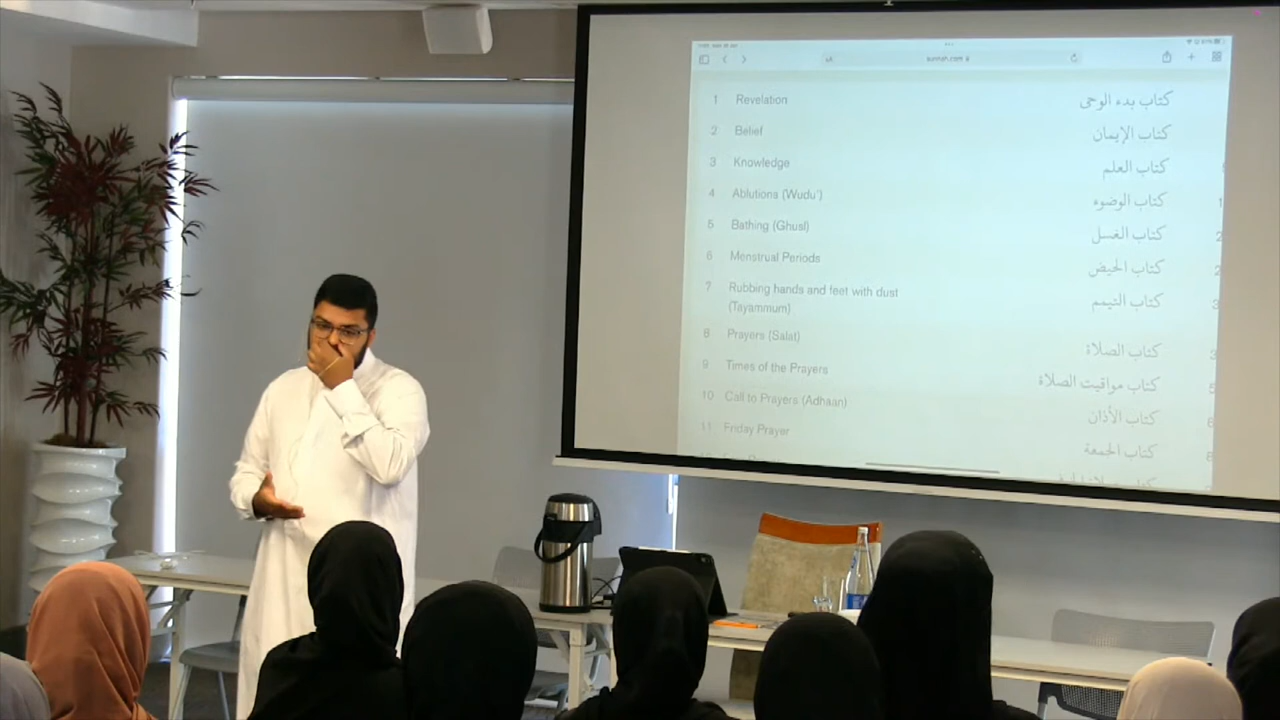 sunnah.com
1 Revelation كتاب بدء الوحى
2 Belief كتاب الإيمان
3 Knowledge كتاب العلم
4 Ablutions (Wudu') كتاب الوضوء
5 Bathing (Ghusl) كتاب الغسل
6 Menstrual Periods كتاب الحيض
7 Rubbing hands and feet with dust كتاب التيمم
(Tayammum)
8 Prayers (Salat) كتاب الصلاة
9 Times of the Prayers كتاب مواقيت الصلاة
10 Call to Prayers (Adhaan) كتاب الأذان
11 Friday Prayer كتاب الجمعة